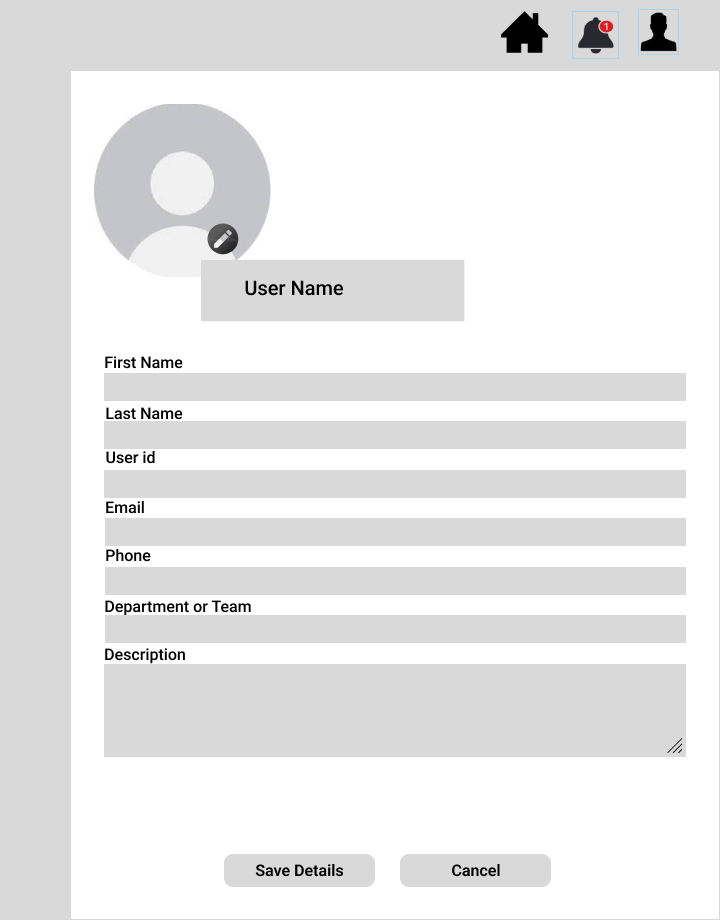 1
User Name
First Name
Last Name
User id
Email
Phone
Department or Team
Description
Save Details
Cancel